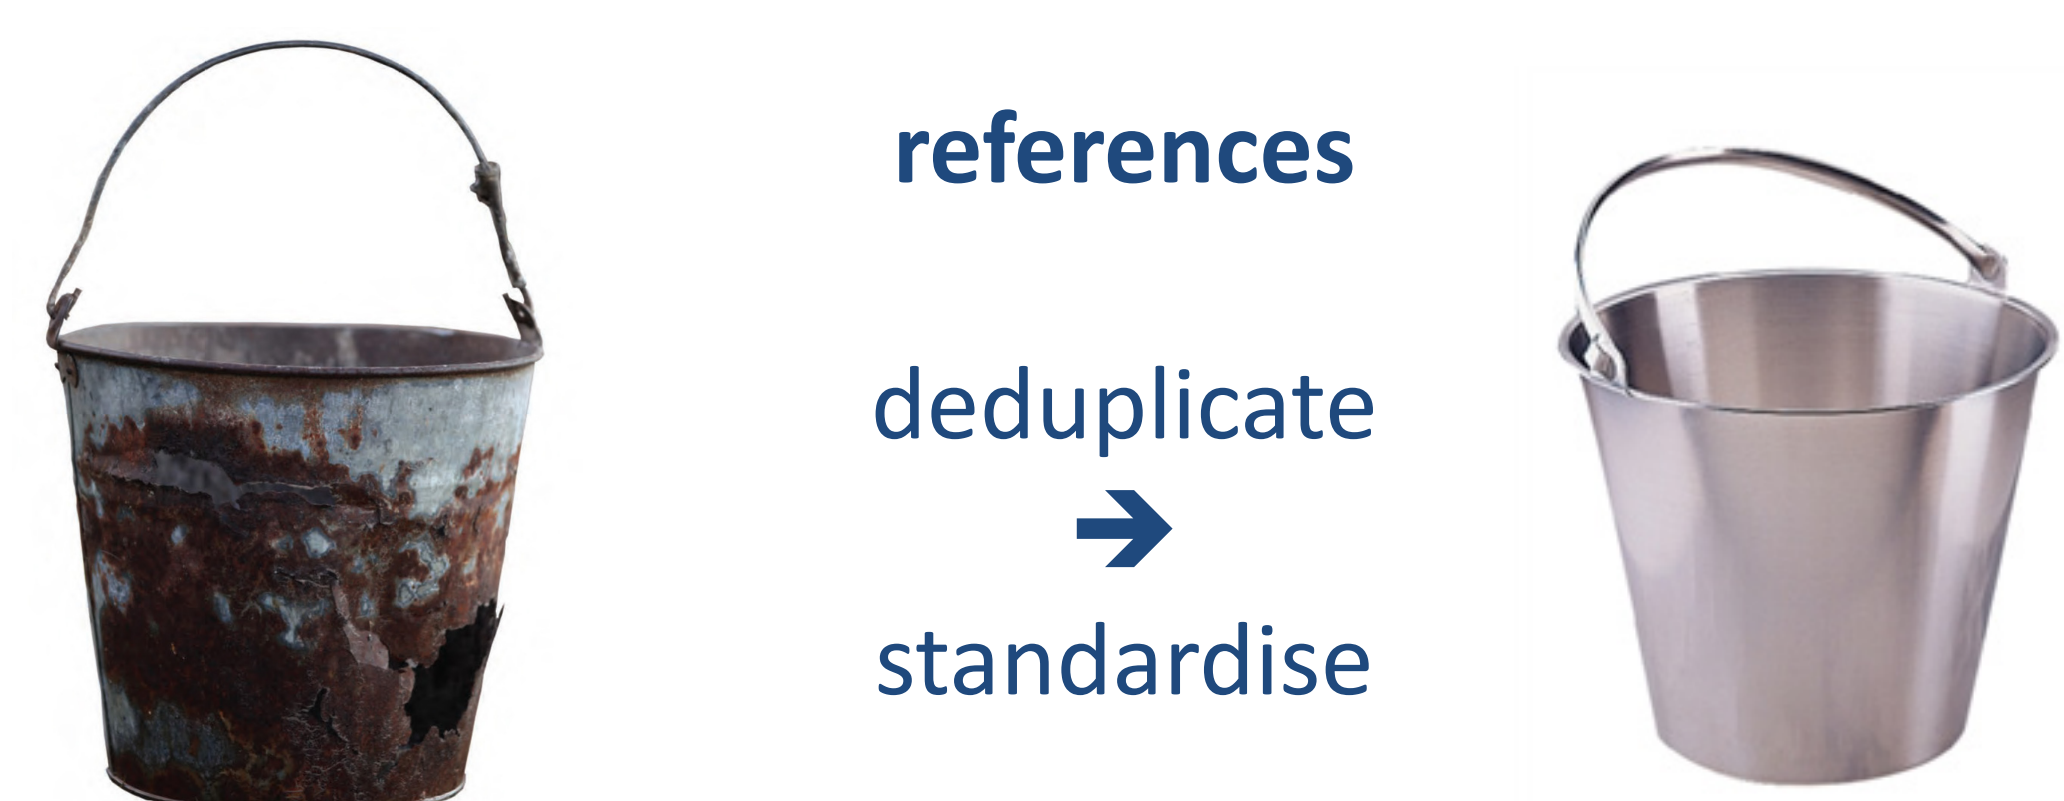 references
deduplicate
➔
standardise